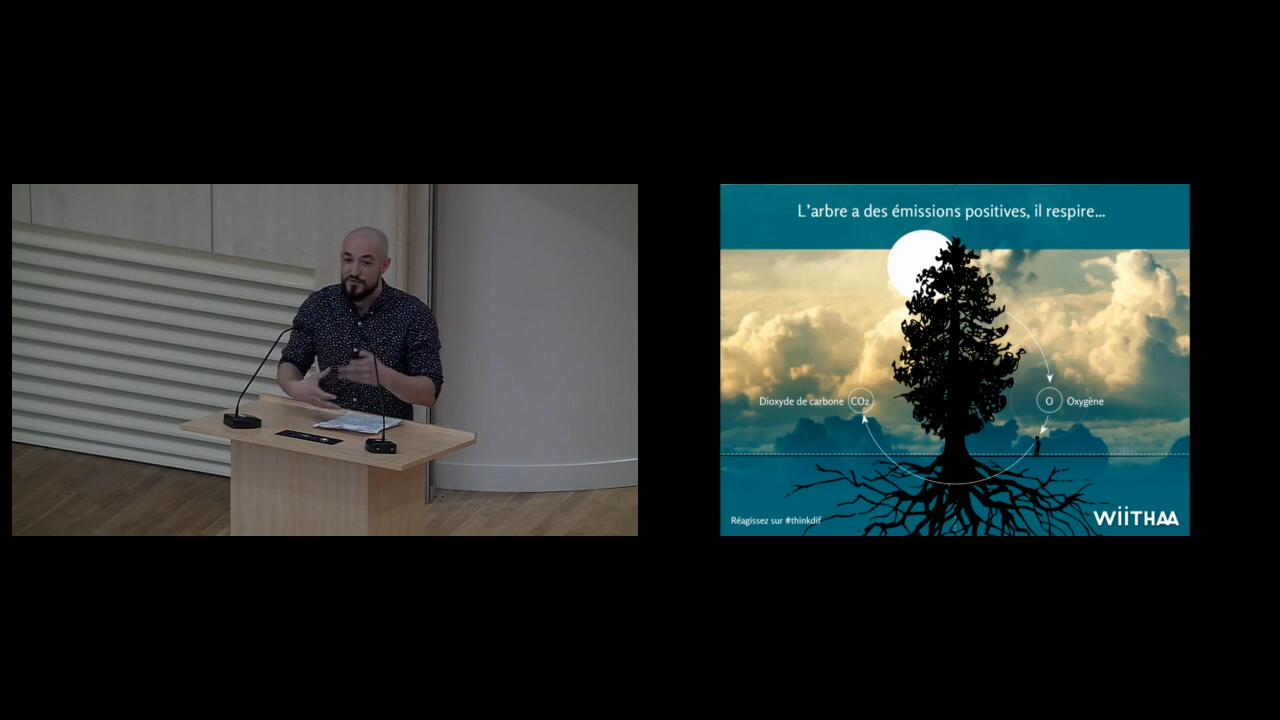 L'arbre a des émissions positives, il respire...
Dioxyde de carbone CO2
O Oxygène
Réagissez sur #thinkdif
WiiTHAA